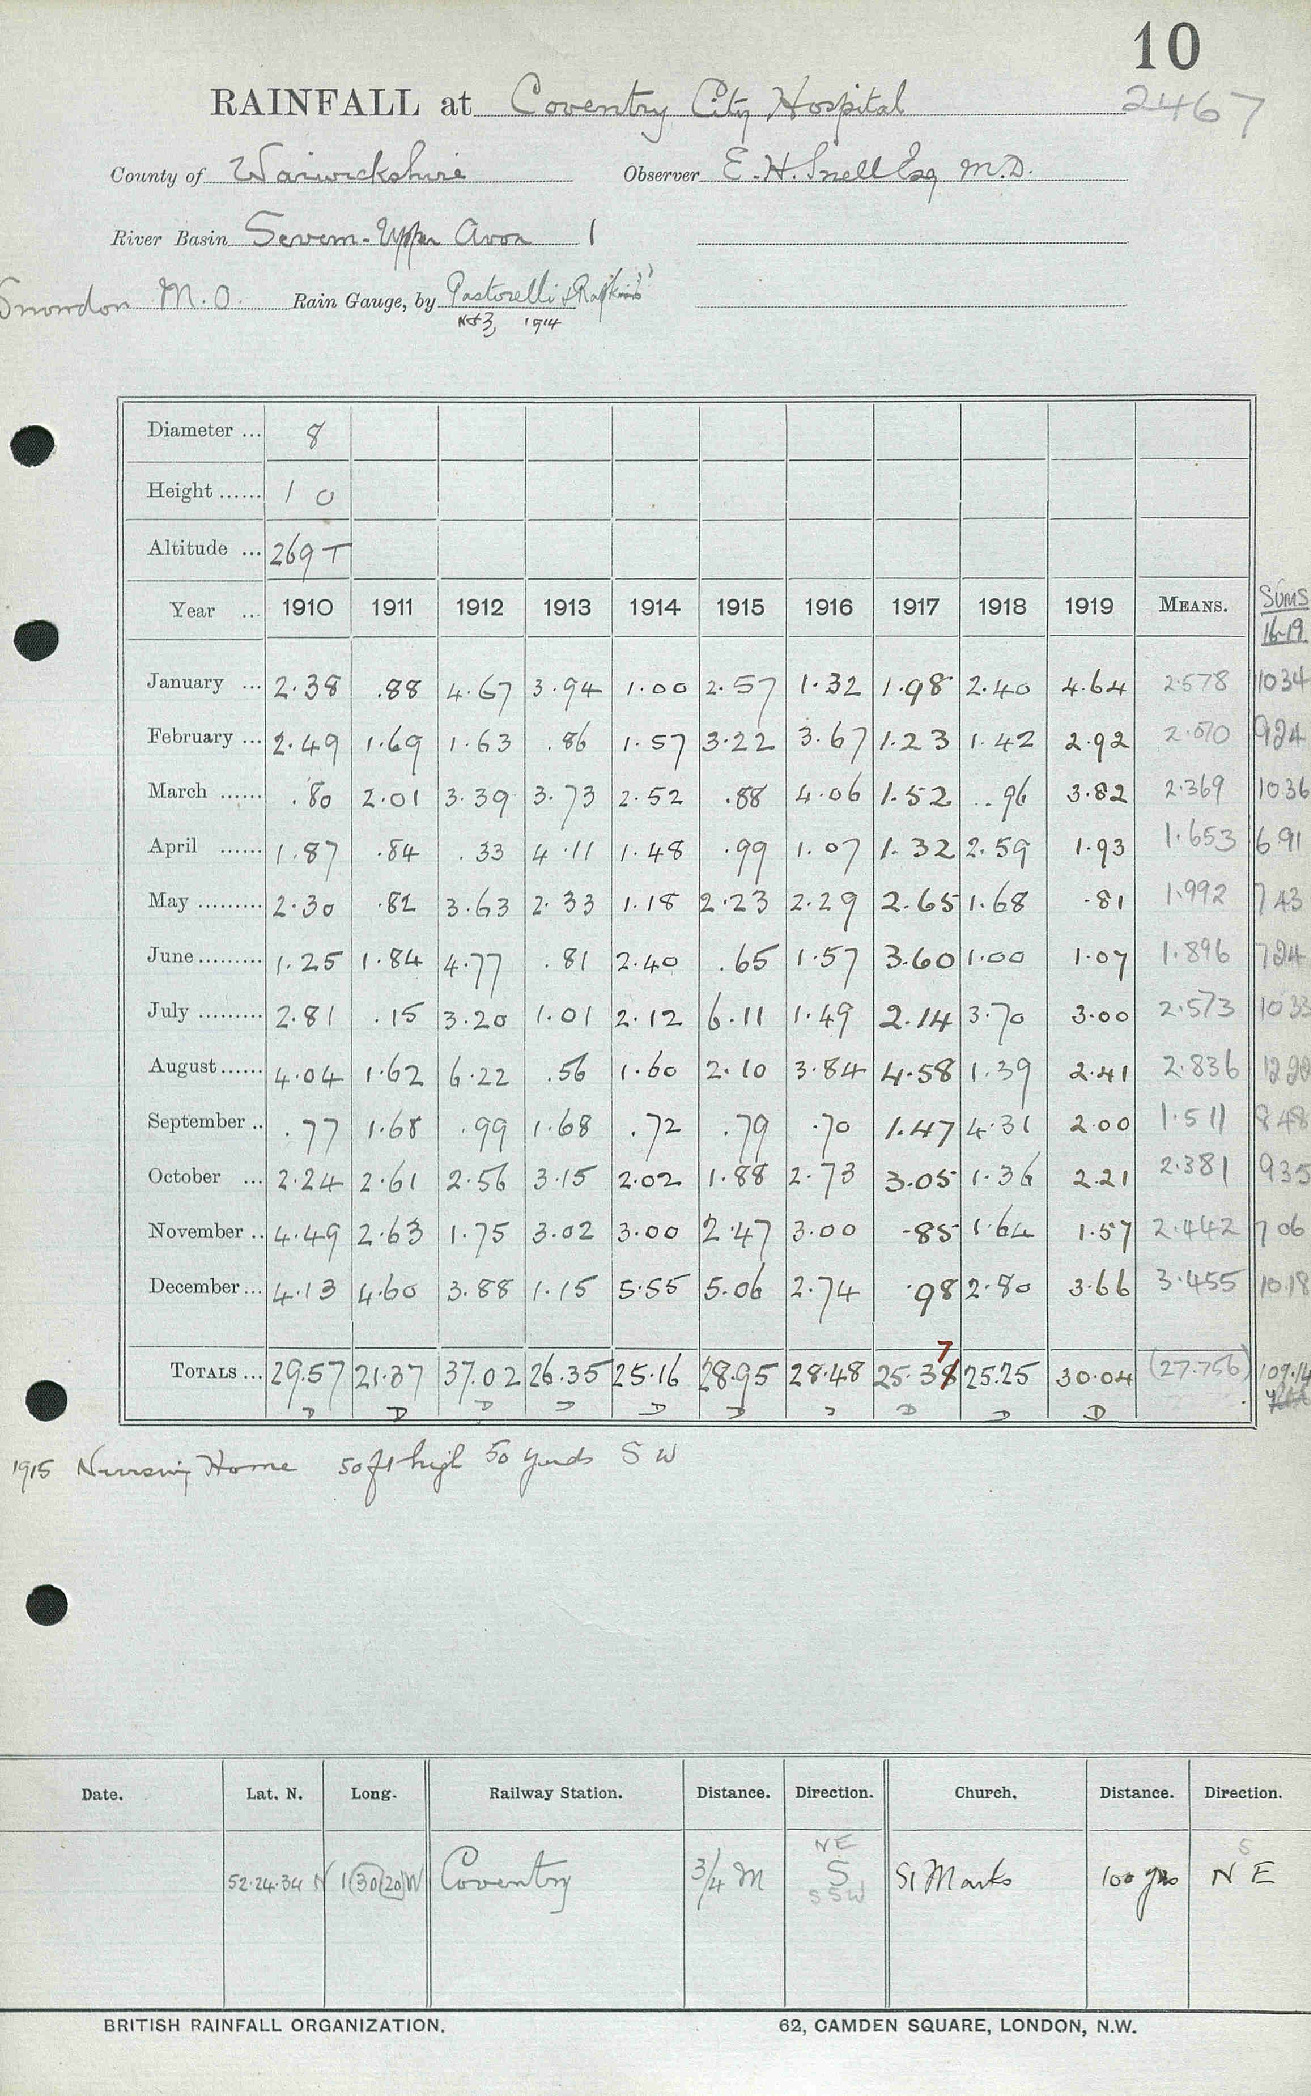 10
RAINFALL at Coventry City Hospital 2467
County of Warwickshire Observer E. H. Snell Esq M.D.
River Basin Severn - Upper Avon 1
Snowdon M.O. Rain Gauge, by Pastorelli & Rapkin
1914
Diameter ... 8
Height ...... 1 0
Altitude ... 269 T
Year ... 1910 1911 1912 1913 1914 1915 1916 1917 1918 1919 MEANS. SUMS 16-19
January ... 2.38 .88 4.67 3.94 1.00 2.57 1.32 1.98 2.40 4.64 2.578 1034
February ... 2.49 1.69 1.63 .86 1.57 3.22 3.67 1.23 1.42 2.92 2.070 924
March ...... .80 2.01 3.39 3.73 2.52 .88 4.06 1.52 .96 3.82 2.369 1036
April ...... 1.87 .84 .33 4.11 1.48 .99 1.07 1.32 2.59 1.93 1.653 691
May ......... 2.30 .82 3.63 2.33 1.18 2.23 2.29 2.65 1.68 .81 1.992 743
June ......... 1.25 1.84 4.77 .81 2.40 .65 1.57 3.60 1.00 1.07 1.896 724
July ......... 2.81 .15 3.20 1.01 2.12 6.11 1.49 2.14 3.70 3.00 2.573 1033
August ...... 4.04 1.62 6.22 .56 1.60 2.10 3.84 4.58 1.39 2.41 2.836 1222
September .. .77 1.68 .99 1.68 .72 .79 .70 1.47 4.31 2.00 1.511 848
October ... 2.24 2.61 2.56 3.15 2.02 1.88 2.73 3.05 1.36 2.21 2.381 935
November .. 4.49 2.63 1.75 3.02 3.00 2.47 3.00 .85 1.64 1.57 2.442 706
December ... 4.13 4.60 3.88 1.15 5.55 5.06 2.74 .98 2.80 3.66 3.455 1018
7
TOTALS ... 29.57 21.37 37.02 26.35 25.16 28.95 28.48 25.38 25.25 30.04 (27.756) 109.14
D D D D D D D D D D
1915 Nursing Home 50 ft high 50 yards S W
Date. Lat. N. Long. Railway Station. Distance. Direction. Church. Distance. Direction.
NE S
52.24.34 N 1 30 20 W Coventry 3/4 M S St Marks 100 yds N E
SSW
BRITISH RAINFALL ORGANIZATION. 62, CAMDEN SQUARE, LONDON, N.W.